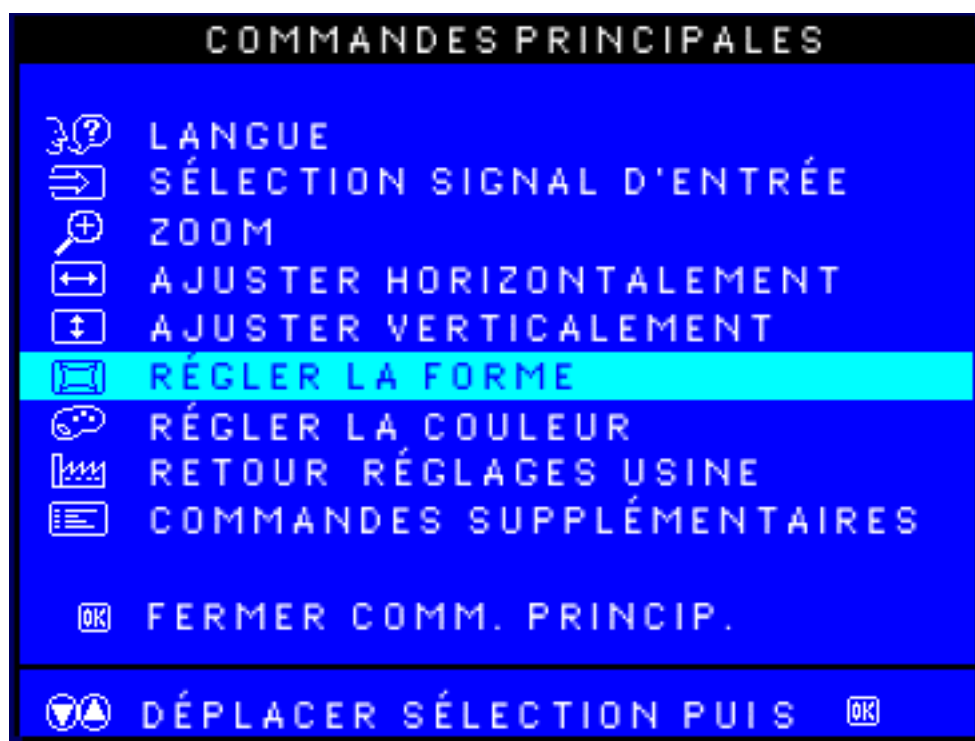 COMMANDES PRINCIPALES
LANGUE
SÉLECTION SIGNAL D'ENTRÉE
ZOOM
AJUSTER HORIZONTALEMENT
AJUSTER VERTICALEMENT
RÉGLER LA FORME
RÉGLER LA COULEUR
RETOUR RÉGLAGES USINE
COMMANDES SUPPLÉMENTAIRES
OK FERMER COMM. PRINCIP.
DÉPLACER SÉLECTION PUIS OK